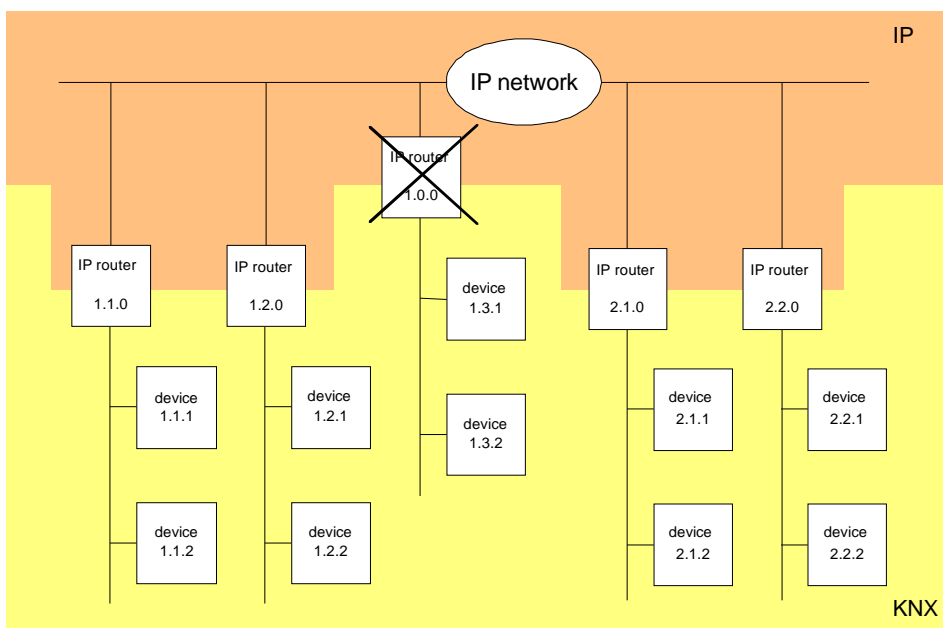 IP
IP network
IP router
1.0.0
IP router
1.1.0
IP router
1.2.0
IP router
2.1.0
IP router
2.2.0
device
1.3.1
device
1.3.2
device
1.1.1
device
1.2.1
device
2.1.1
device
2.2.1
device
1.1.2
device
1.2.2
device
2.1.2
device
2.2.2
KNX